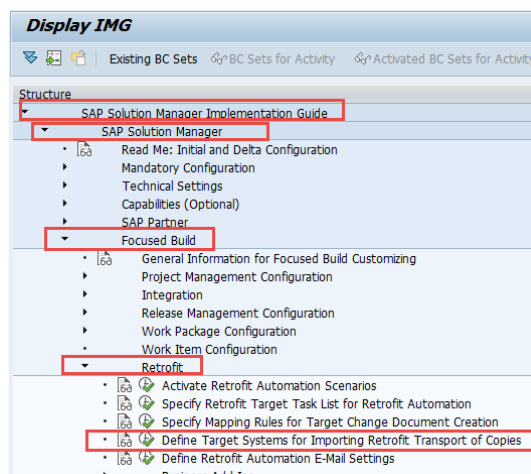 Display IMG
Existing BC Sets BC Sets for Activity Activated BC Sets for Activity
Structure
SAP Solution Manager Implementation Guide
SAP Solution Manager
Read Me: Initial and Delta Configuration
Mandatory Configuration
Technical Settings
Capabilities (Optional)
SAP Partner
Focused Build
General Information for Focused Build Customizing
Project Management Configuration
Integration
Release Management Configuration
Work Package Configuration
Work Item Configuration
Retrofit
Activate Retrofit Automation Scenarios
Specify Retrofit Target Task List for Retrofit Automation
Specify Mapping Rules for Target Change Document Creation
Define Target Systems for Importing Retrofit Transport of Copies
Define Retrofit Automation E-Mail Settings